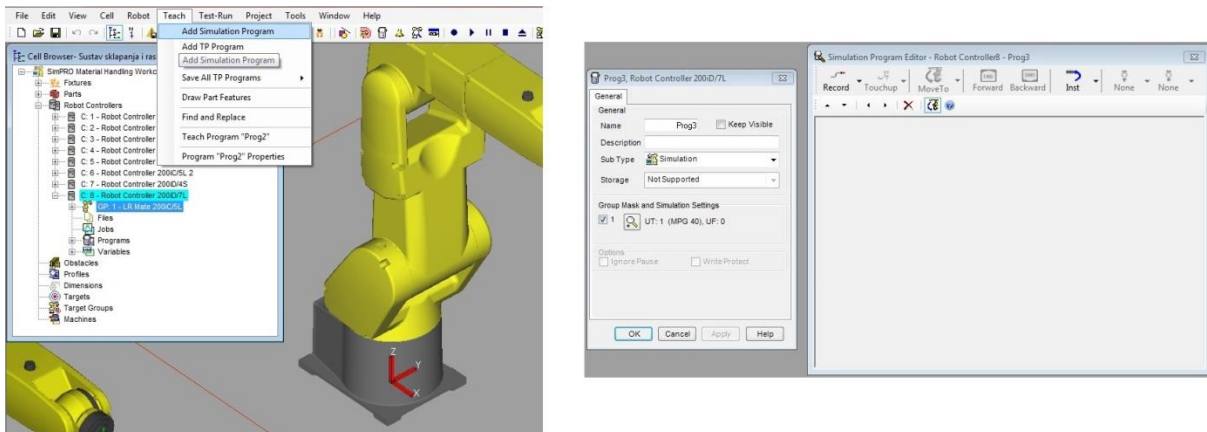 File Edit View Cell Robot Teach Test-Run Project Tools Window Help
Add Simulation Program
Add TP Program
Add Simulation Program
Save All TP Programs
Draw Part Features
Find and Replace
Teach Program "Prog2"
Program "Prog2" Properties
Cell Browser- Sustav sklapanja i ras
SimPRO Material Handling Workc
Fixtures
Parts
Robot Controllers
C: 1 - Robot Controller
C: 2 - Robot Controller
C: 3 - Robot Controller
C: 4 - Robot Controller
C: 5 - Robot Controller
C: 6 - Robot Controller 200iC/5L 2
C: 7 - Robot Controller 200iD/4S
C: 8 - Robot Controller 200iD/7L
GP: 1 - LR Mate 200iC/5L
Files
Jobs
Programs
Variables
Obstacles
Profiles
Dimensions
Targets
Target Groups
Machines
Z
Y
X
Prog3, Robot Controller 200iD/7L
General
General
Name Prog3 Keep Visible
Description
Sub Type Simulation
Storage Not Supported
Group Mask and Simulation Settings
1 UT: 1 (MPG 40), UF: 0
Options
Ignore Pause Write Protect
OK Cancel Apply Help
Simulation Program Editor - Robot Controller8 - Prog3
Record Touchup MoveTo Forward Backward Inst None None